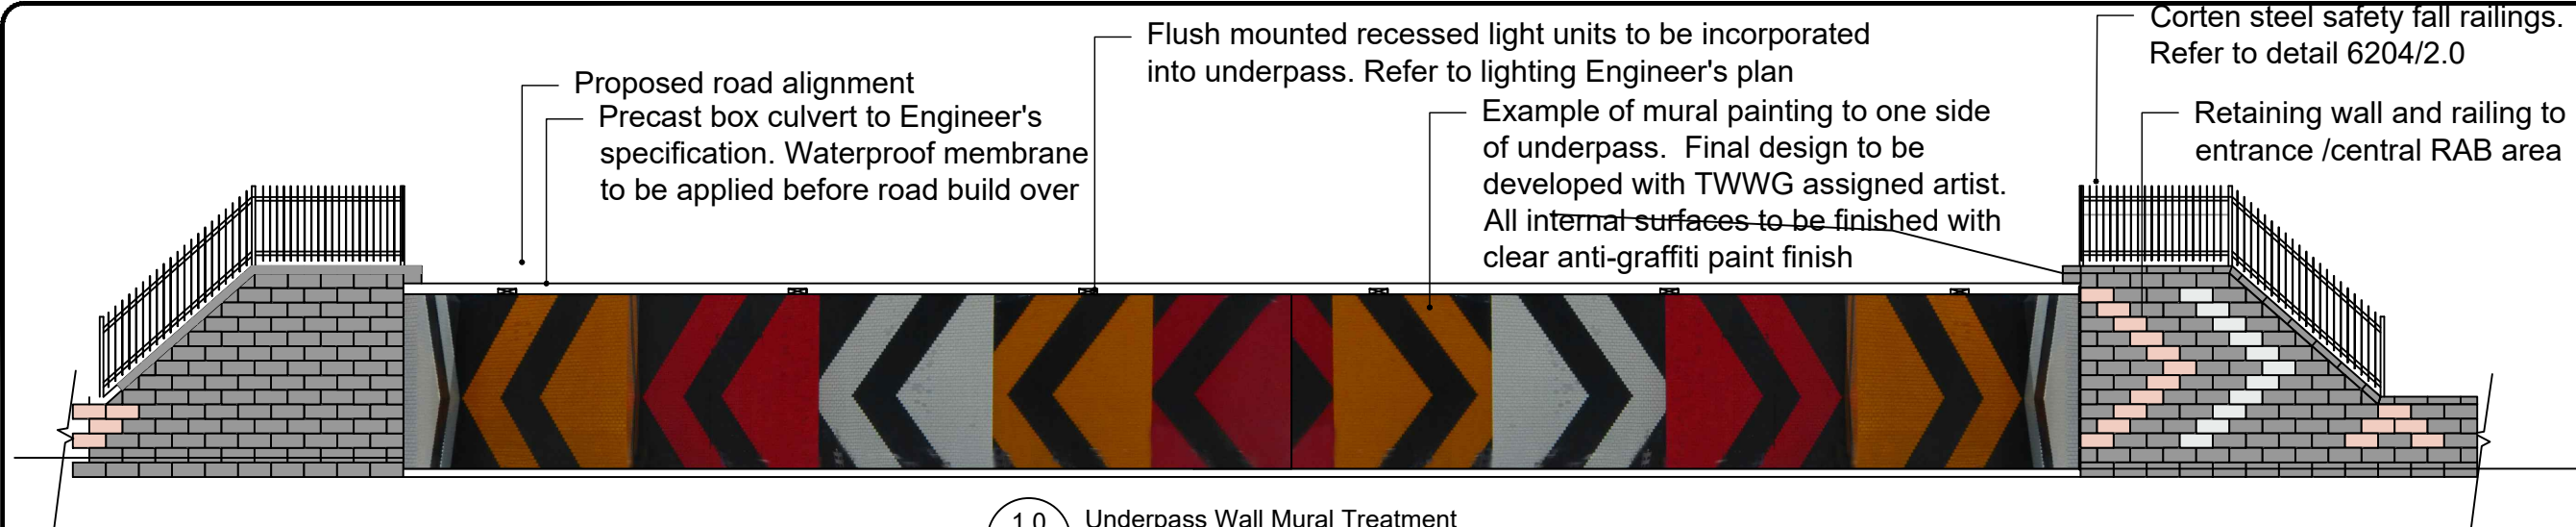 Corten steel safety fall railings.
Refer to detail 6204/2.0
Flush mounted recessed light units to be incorporated
into underpass. Refer to lighting Engineer's plan
Proposed road alignment
Precast box culvert to Engineer's
specification. Waterproof membrane
to be applied before road build over
Example of mural painting to one side
of underpass.  Final design to be
developed with TWWG assigned artist.
All internal surfaces to be finished with
clear anti-graffiti paint finish
Retaining wall and railing to
entrance /central RAB area
1.0
Underpass Wall Mural Treatment